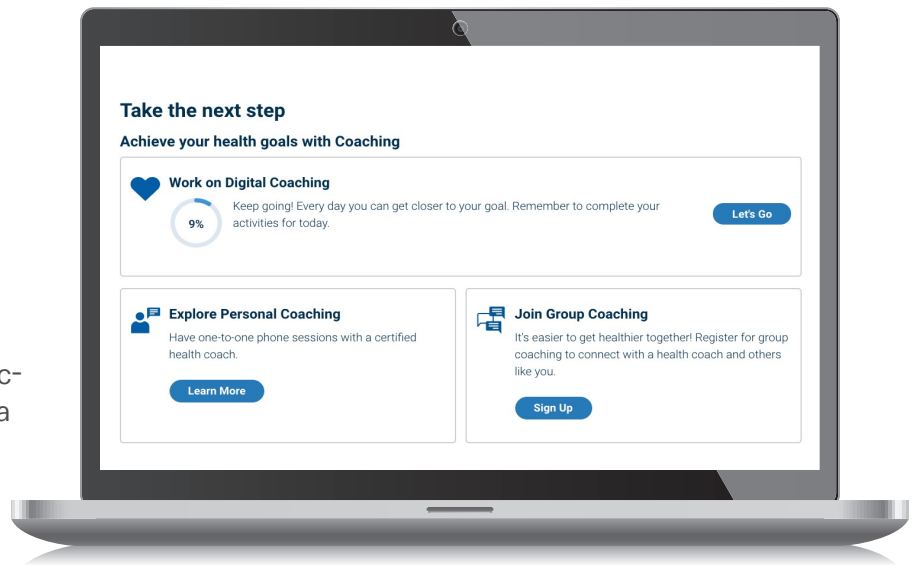 Take the next step
Achieve your health goals with Coaching
Work on Digital Coaching
9%
Keep going! Every day you can get closer to your goal. Remember to complete your
activities for today.
Let's Go
Explore Personal Coaching
Have one-to-one phone sessions with a certified
health coach.
Learn More
Join Group Coaching
It's easier to get healthier together! Register for group
coaching to connect with a health coach and others
like you.
Sign Up
c-
a